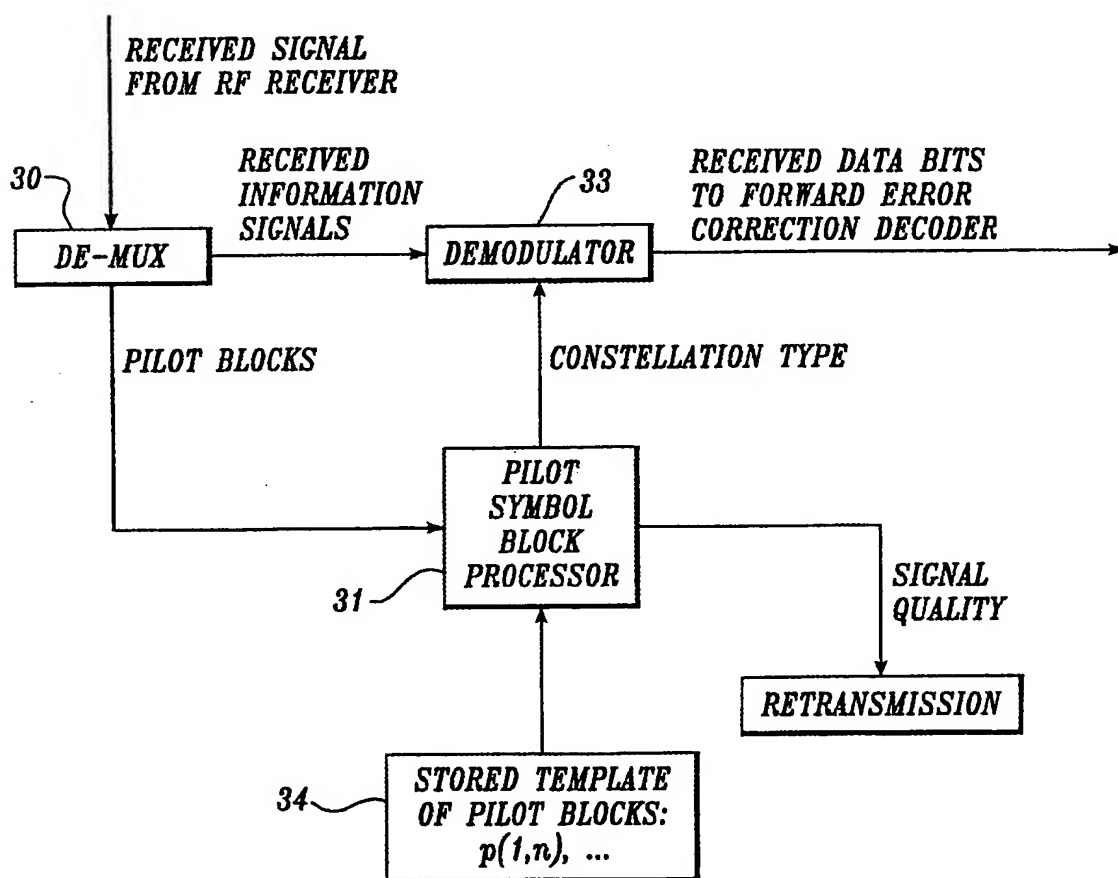 RECEIVED SIGNAL
FROM RF RECEIVER
30
RECEIVED
INFORMATION
SIGNALS
33
RECEIVED DATA BITS
TO FORWARD ERROR
CORRECTION DECODER
DE-MUX
DEMODULATOR
PILOT BLOCKS
CONSTELLATION TYPE
PILOT
SYMBOL
BLOCK
PROCESSOR
31
SIGNAL
QUALITY
RETRANSMISSION
34
STORED TEMPLATE
OF PILOT BLOCKS:
p(1,n), ...